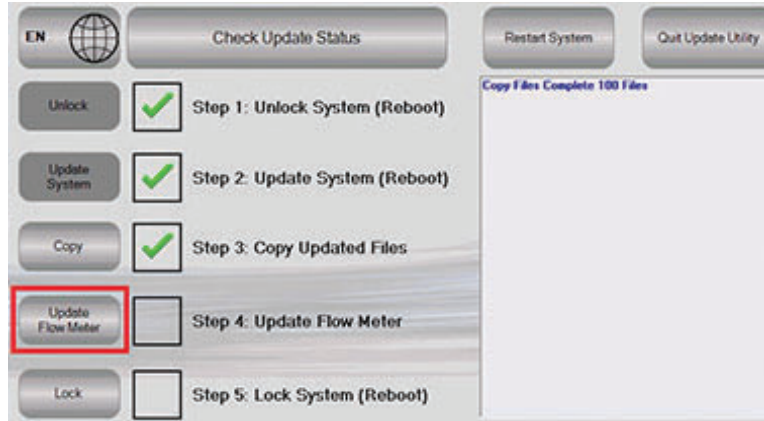 EN
Check Update Status
Restart System
Quit Update Utility
Unlock
Step 1: Unlock System (Reboot)
Copy Files Complete 100 Files
Update
System
Step 2: Update System (Reboot)
Copy
Step 3: Copy Updated Files
Update
Flow Meter
Step 4: Update Flow Meter
Lock
Step 5: Lock System (Reboot)